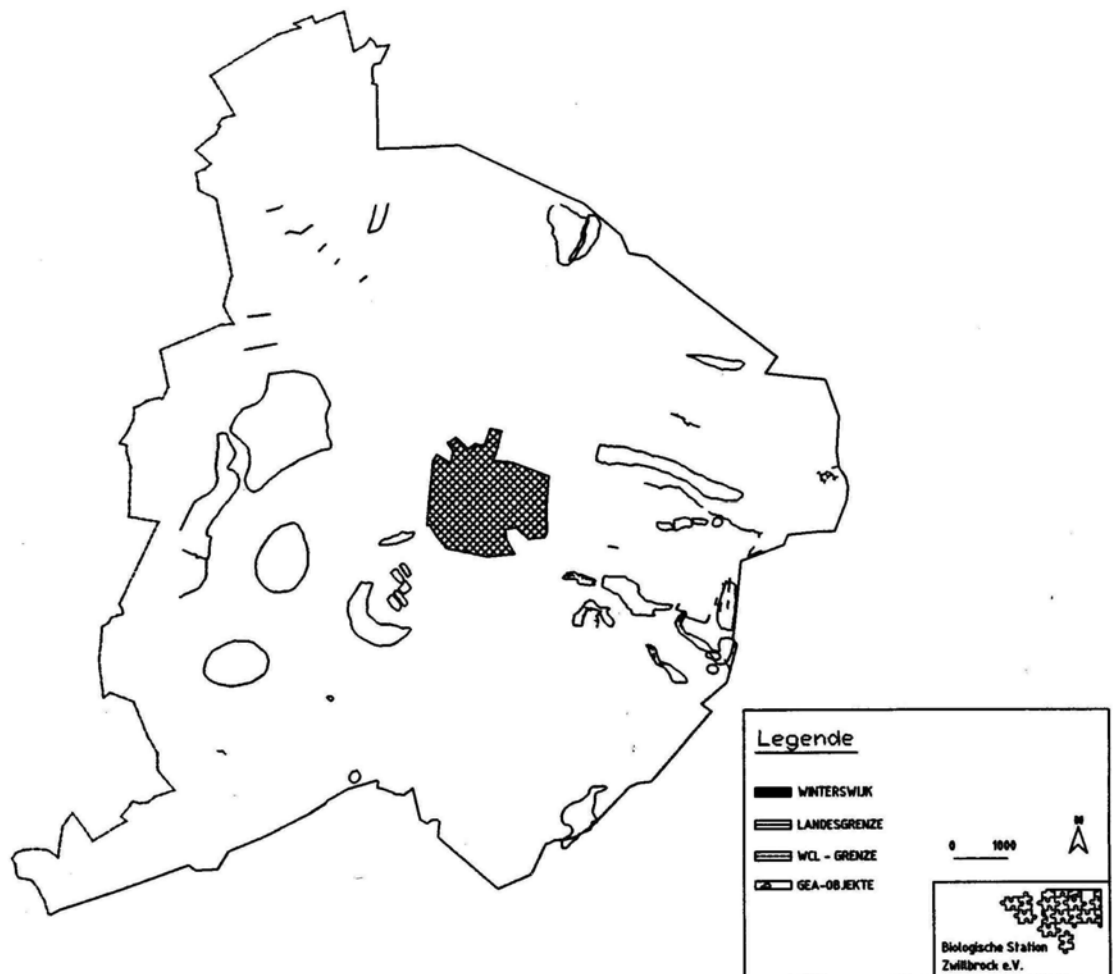 Legende
WINTERSWIJK
LANDESGRENZE
WCL - GRENZE
GEA-OBJEKTE
0 1000
Biologische Station
Zwillbrock e.V.